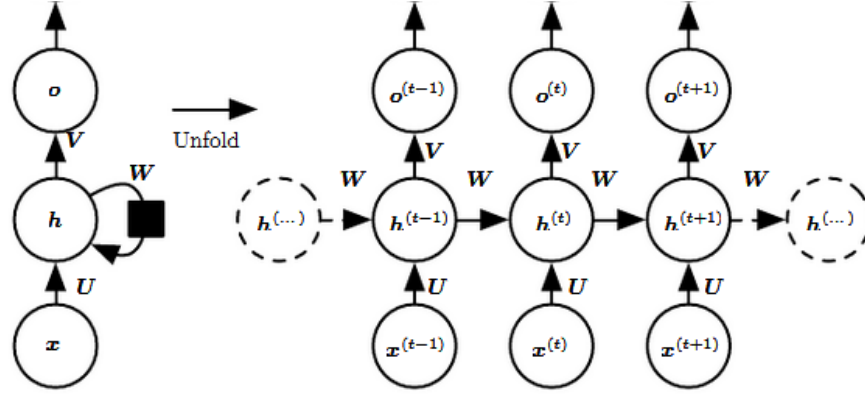 o o^{(t−1)} o^{(t)} o^{(t+1)}
Unfold
V V V V
W W W W W
h h^{(...)} h^{(t−1)} h^{(t)} h^{(t+1)} h^{(...)}
U U U U
x x^{(t−1)} x^{(t)} x^{(t+1)}